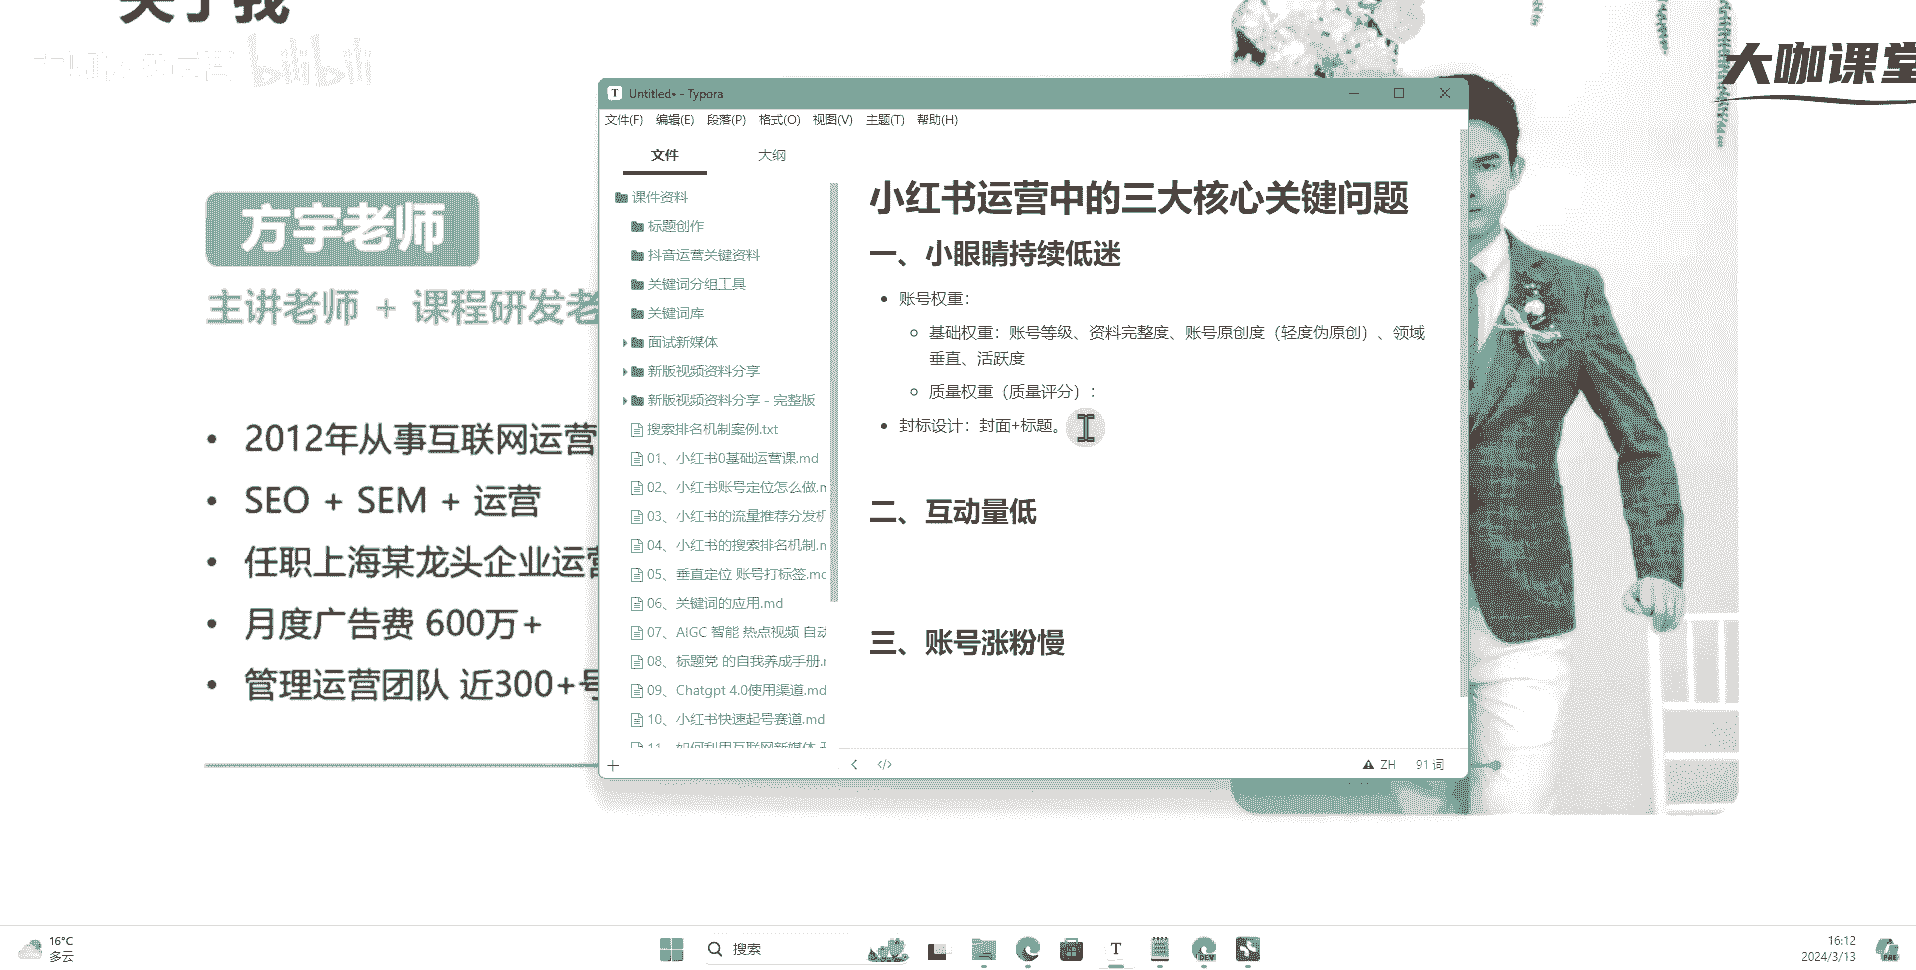 关于我
bilibili
大咖课堂
方宇老师
主讲老师 + 课程研发老
2012年从事互联网运营
SEO + SEM + 运营
任职上海某龙头企业运营
月度广告费 600万+
管理运营团队 近300+号
Untitled• - Typora
文件(F) 编辑(E) 段落(P) 格式(O) 视图(V) 主题(T) 帮助(H)
文件 大纲
课件资料
标题创作
抖音运营关键资料
关键词分组工具
关键词库
面试新媒体
新版视频资料分享
新版视频资料分享 - 完整版
搜索排名机制案例.txt
01、小红书0基础运营课.md
02、小红书账号定位怎么做.m
03、小红书的流量推荐分发机
04、小红书的搜索排名机制.m
05、垂直定位 账号打标签.md
06、关键词的应用.md
07、AIGC 智能 热点视频 自动
08、标题党 的自我养成手册.m
09、Chatgpt 4.0使用渠道.md
10、小红书快速起号赛道.md
11、如何利用互联网新媒体
小红书运营中的三大核心关键问题
一、小眼睛持续低迷
账号权重：
基础权重：账号等级、资料完整度、账号原创度（轻度伪原创）、领域
垂直、活跃度
质量权重（质量评分）：
封标设计：封面+标题。
二、互动量低
三、账号涨粉慢
ZH 91 词
16°C
多云
搜索
T
DEV
16:12
2024/3/13
PRE